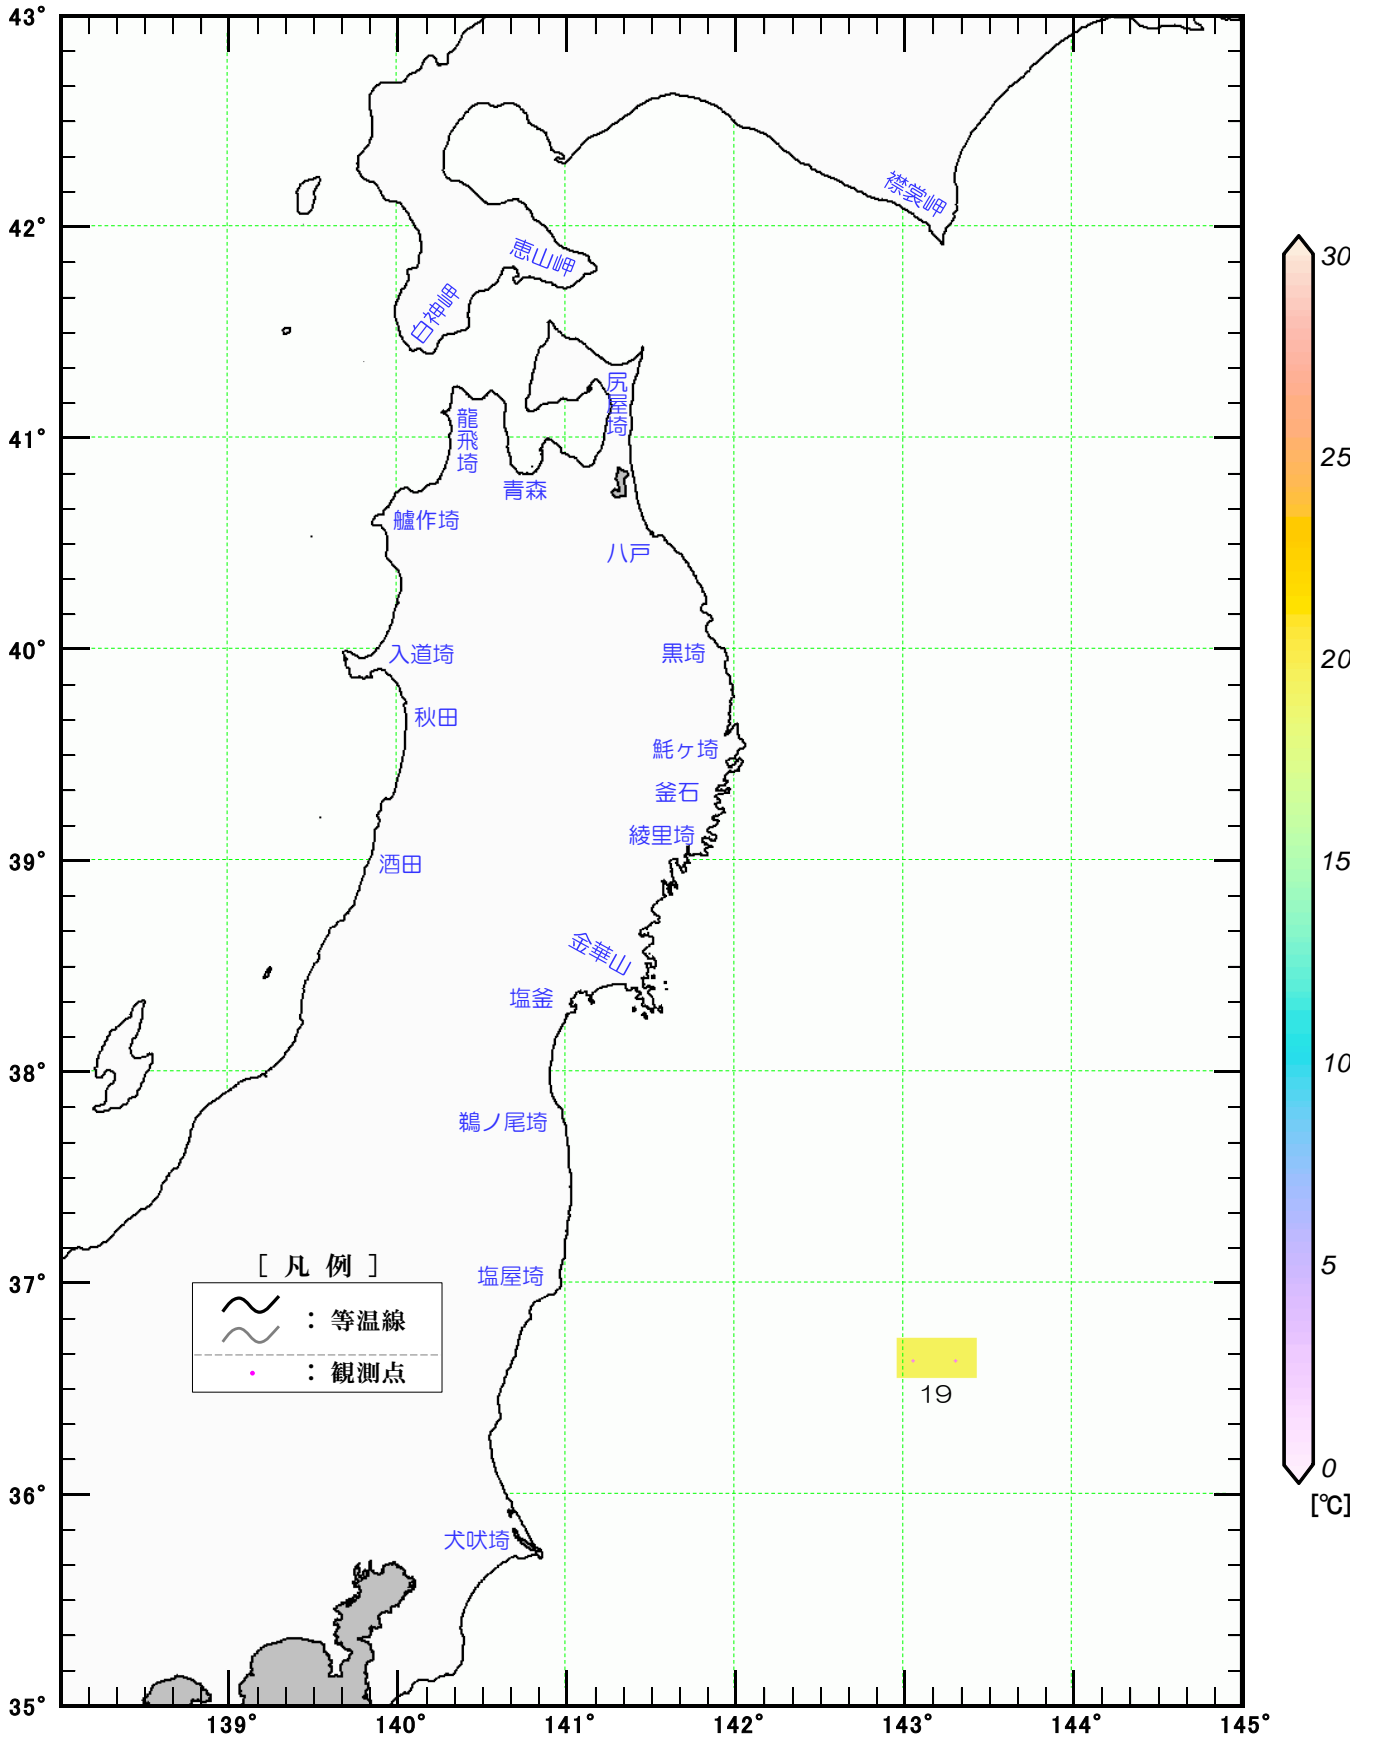 43°
襟裳岬
42°
恵山岬
白神岬
30
尻屋埼
龍飛埼
41°
25
青森
艫作埼
八戸
入道埼
黒埼
40°
20
秋田
魹ヶ埼
釜石
綾里埼
39°
酒田
15
金華山
塩釜
38°
10
鵜ノ尾埼
[ 凡 例 ]
塩屋埼
37°
5
：等温線
：観測点
19
0
36°
[℃]
犬吠埼
35°
139°
140°
141°
142°
143°
144°
145°